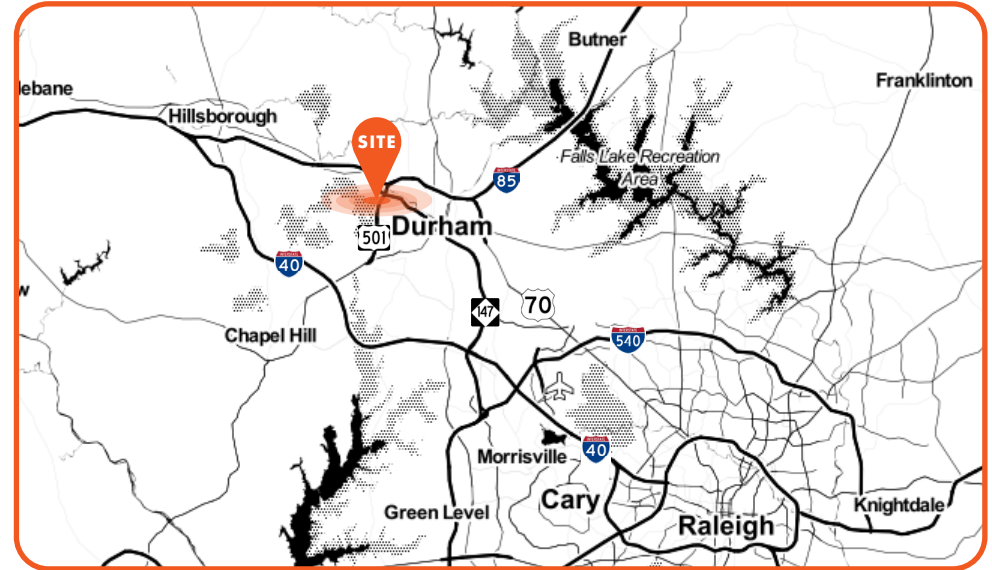 Butner
Franklinton
lebane
Hillsborough
SITE
Falls Lake Recreation
Area
85
Durham
501
40
w
70
147
Chapel Hill
540
40
Morrisville
Cary
Green Level
Knightdale
Raleigh